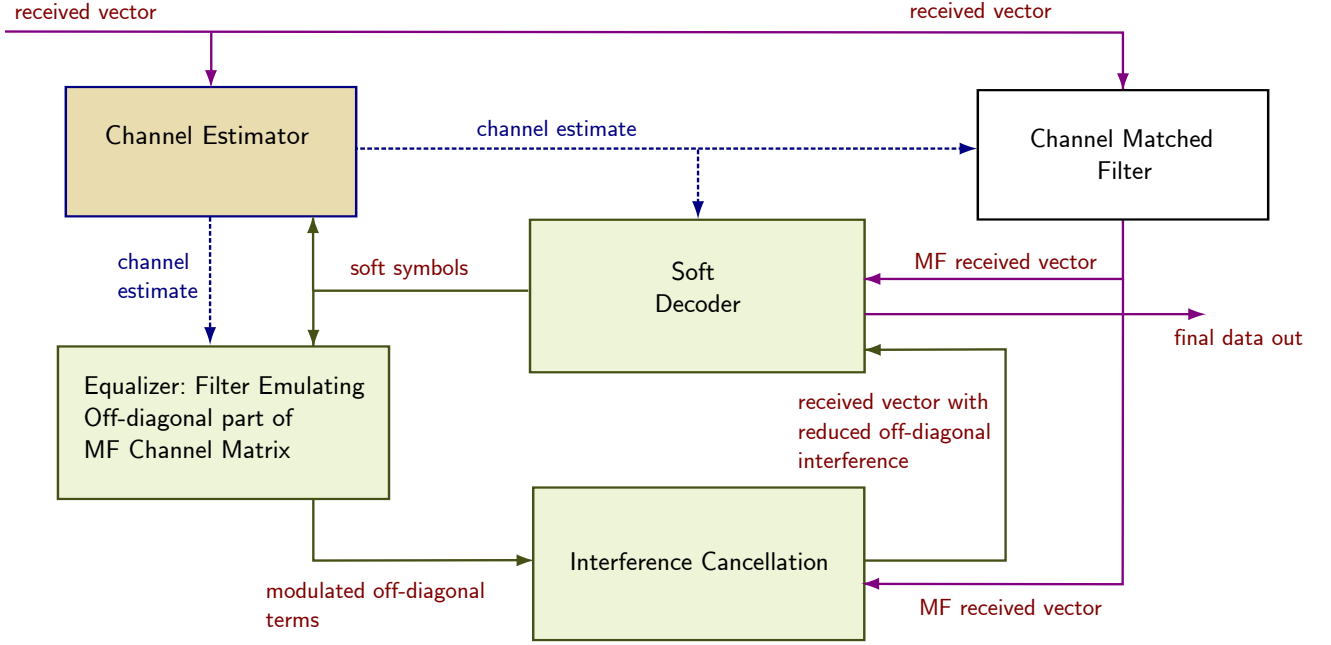 received vector
received vector
Channel Estimator
channel estimate
Channel Matched
Filter
channel
estimate
soft symbols
Soft
Decoder
MF received vector
final data out
Equalizer: Filter Emulating
Off-diagonal part of
MF Channel Matrix
received vector with
reduced off-diagonal
interference
Interference Cancellation
modulated off-diagonal
terms
MF received vector